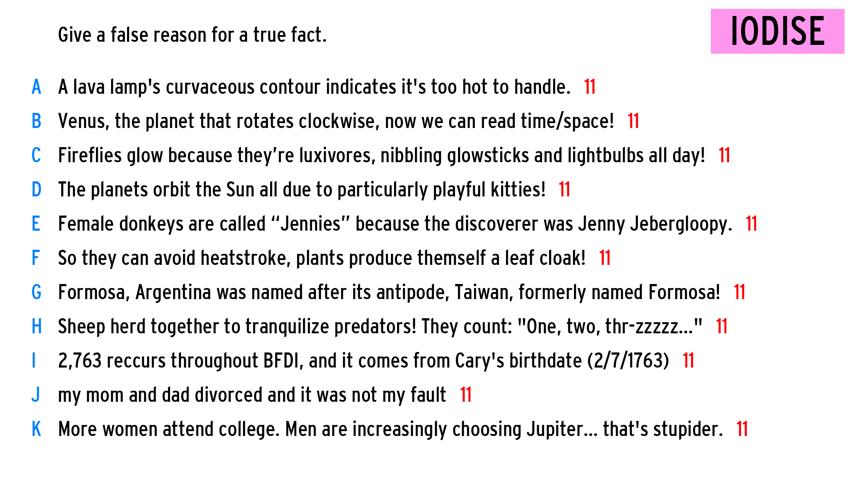 Give a false reason for a true fact.
IODISE
A A lava lamp's curvaceous contour indicates it's too hot to handle. 11
B Venus, the planet that rotates clockwise, now we can read time/space! 11
C Fireflies glow because they’re luxivores, nibbling glowsticks and lightbulbs all day! 11
D The planets orbit the Sun all due to particularly playful kitties! 11
E Female donkeys are called “Jennies” because the discoverer was Jenny Jebergloopy. 11
F So they can avoid heatstroke, plants produce themself a leaf cloak! 11
G Formosa, Argentina was named after its antipode, Taiwan, formerly named Formosa! 11
H Sheep herd together to tranquilize predators! They count: "One, two, thr-zzzzz..." 11
I 2,763 reccurs throughout BFDI, and it comes from Cary's birthdate (2/7/1763) 11
J my mom and dad divorced and it was not my fault 11
K More women attend college. Men are increasingly choosing Jupiter... that's stupider. 11